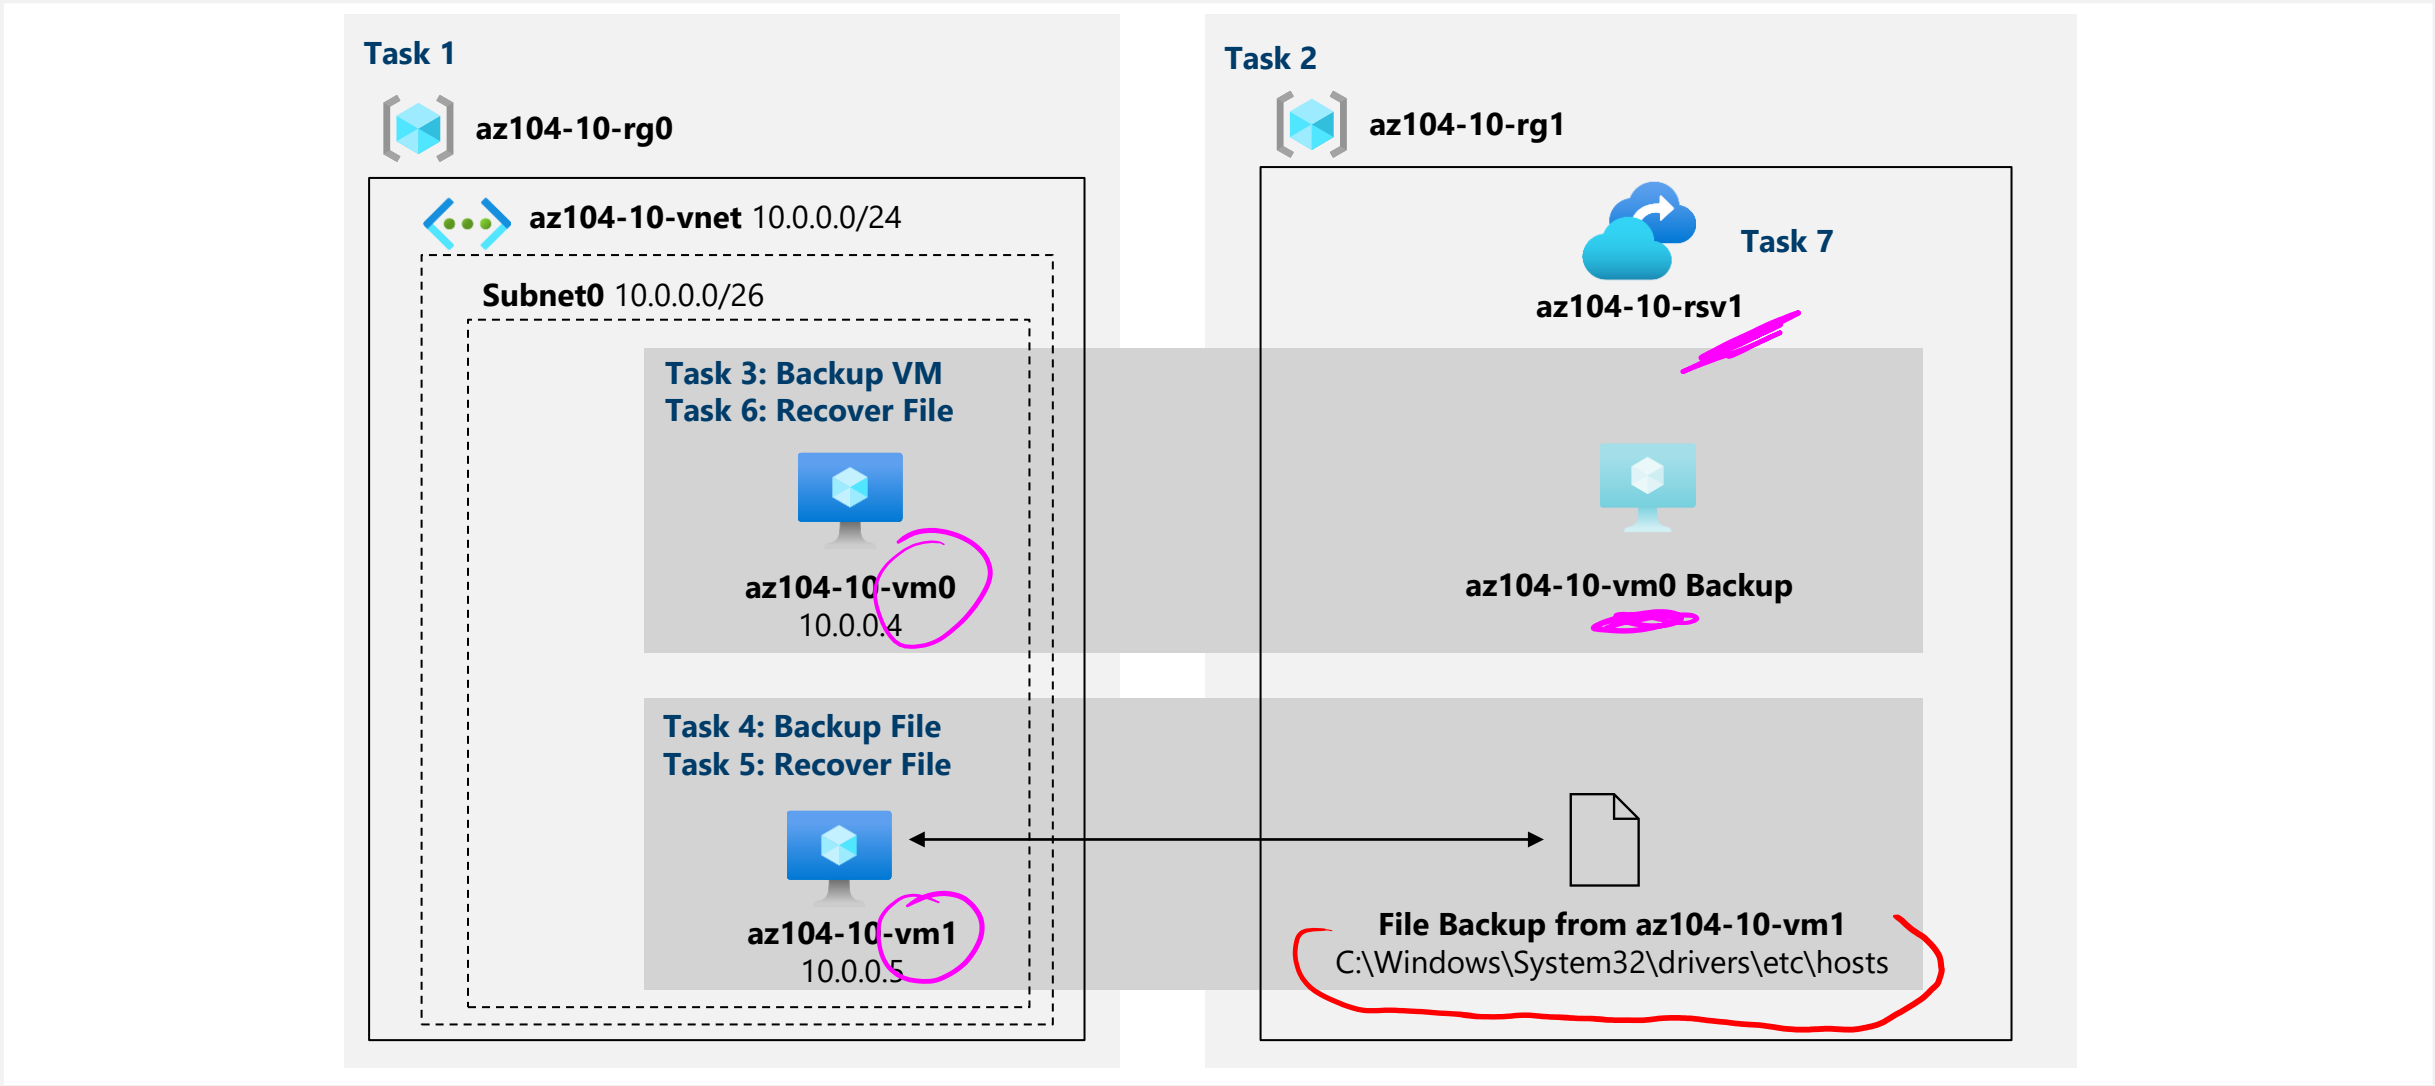 Task 1
az104-10-rg0
az104-10-vnet 10.0.0.0/24
Subnet0 10.0.0.0/26
Task 3: Backup VM
Task 6: Recover File
az104-10-vm0
10.0.0.4
Task 4: Backup File
Task 5: Recover File
az104-10-vm1
10.0.0.5
Task 2
az104-10-rg1
Task 7
az104-10-rsv1
az104-10-vm0 Backup
File Backup from az104-10-vm1
C:\Windows\System32\drivers\etc\hosts